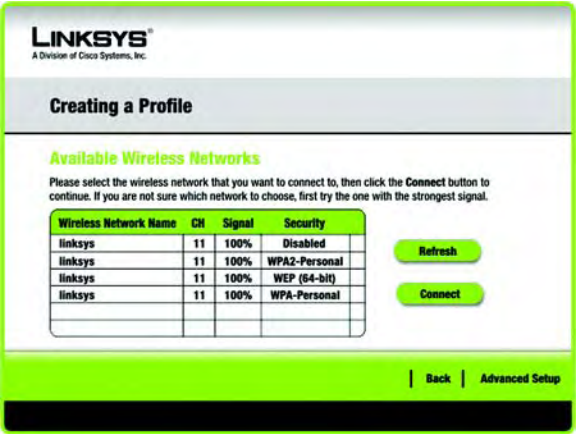 LINKSYS®
A Division of Cisco Systems, Inc.
Creating a Profile
Available Wireless Networks
Please select the wireless network that you want to connect to, then click the Connect button to
continue. If you are not sure which network to choose, first try the one with the strongest signal.
Wireless Network Name CH Signal Security
linksys 11 100% Disabled
linksys 11 100% WPA2-Personal
linksys 11 100% WEP (64-bit)
linksys 11 100% WPA-Personal
Refresh
Connect
Back Advanced Setup